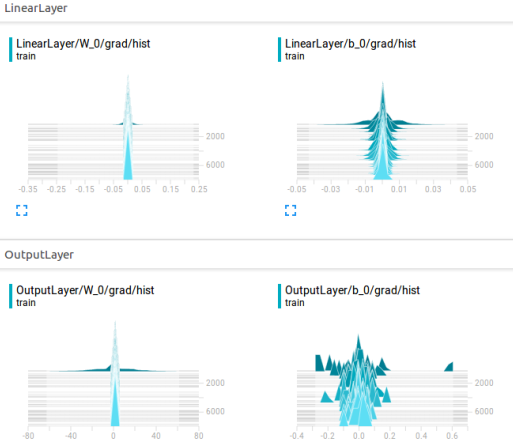 LinearLayer
LinearLayer/W_0/grad/hist
train
2000
6000
-0.35 -0.25 -0.15 -0.05 0.05 0.15 0.25
LinearLayer/b_0/grad/hist
train
2000
6000
-0.05 -0.03 -0.01 0.01 0.03 0.05
OutputLayer
OutputLayer/W_0/grad/hist
train
2000
6000
-80 -40 0 40 80
OutputLayer/b_0/grad/hist
train
2000
6000
-0.4 -0.2 0.0 0.2 0.4 0.6